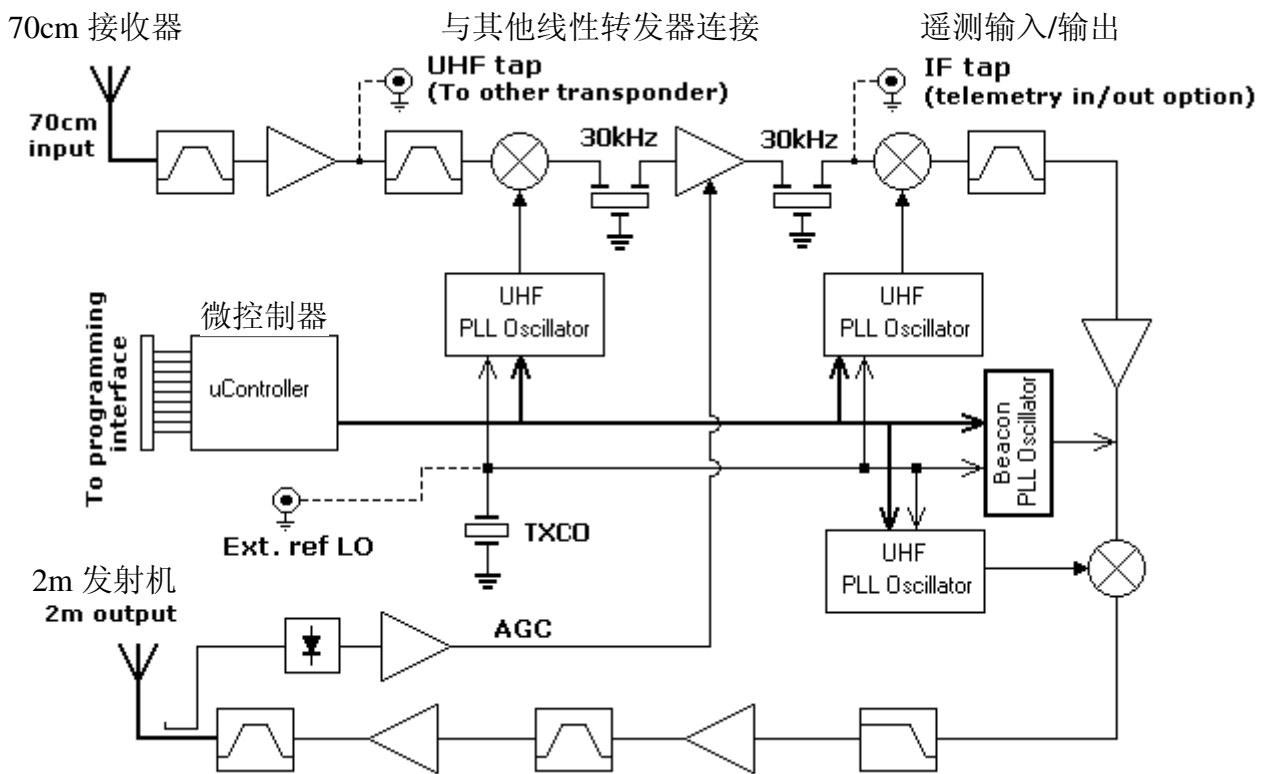 70cm 接收器
与其他线性转发器连接
遥测输入/输出
UHF tap
(To other transponder)
IF tap
(telemetry in/out option)
70cm
input
30kHz
30kHz
UHF
PLL Oscillator
UHF
PLL Oscillator
微控制器
uController
To programming
interface
Beacon
PLL Oscillator
Ext. ref LO
TXCO
UHF
PLL Oscillator
2m 发射机
2m output
AGC